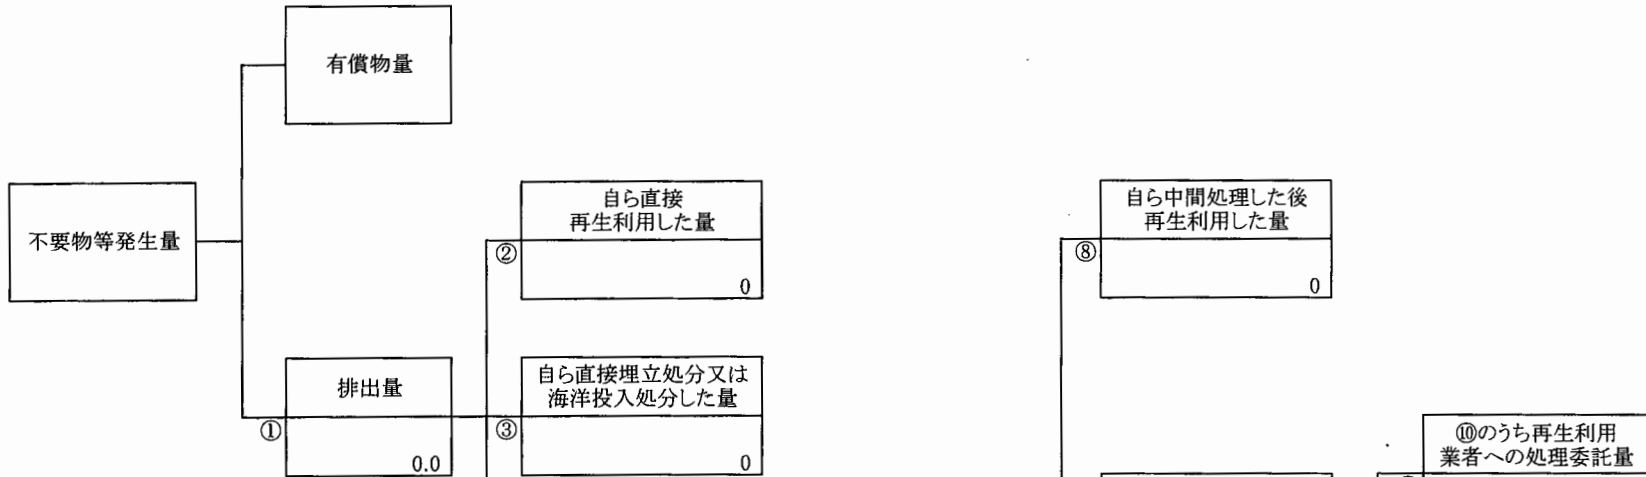 有償物量
不要物等発生量
自ら直接
再生利用した量
②
0
自ら中間処理した後
再生利用した量
⑧
0
排出量
①
0.0
自ら直接埋立処分又は
海洋投入処分した量
③
0
⑩のうち再生利用
業者への処理委託量